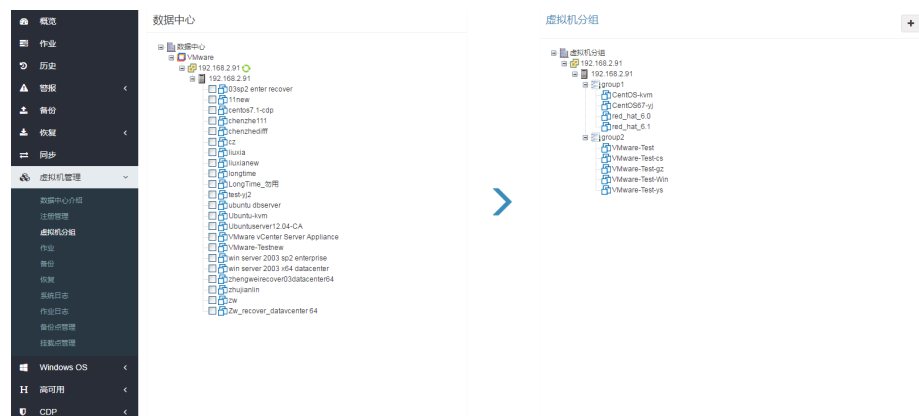 概览
作业
历史
警报
备份
恢复
同步
虚拟机管理
数据中心介绍
注册管理
虚拟机分组
作业
备份
恢复
系统日志
作业日志
备份点管理
挂载点管理
Windows OS
高可用
CDP
数据中心
数据中心
VMware
192.168.2.91
192.168.2.91
03sp2 enter recover
11new
centos7.1-cdp
chenzhe111
chenzhedifff
cz
liuxia
liuxianew
longtime
LongTime_勿用
test-yj2
ubuntu dbserver
Ubuntu-kvm
Ubuntuserver12.04-CA
VMware vCenter Server Appliance
VMware-Testnew
win server 2003 sp2 enterprise
win server 2003 x64 datacenter
zhengweirecover03datacenter64
zhujianlin
zw
Zw_recover_datavcenter 64
虚拟机分组
虚拟机分组
192.168.2.91
192.168.2.91
group1
CentOS-kvm
CentOS67-yj
red_hat_6.0
red_hat_6.1
group2
VMware-Test
VMware-Test-cs
VMware-Test-gz
VMware-Test-Win
VMware-Test-ys